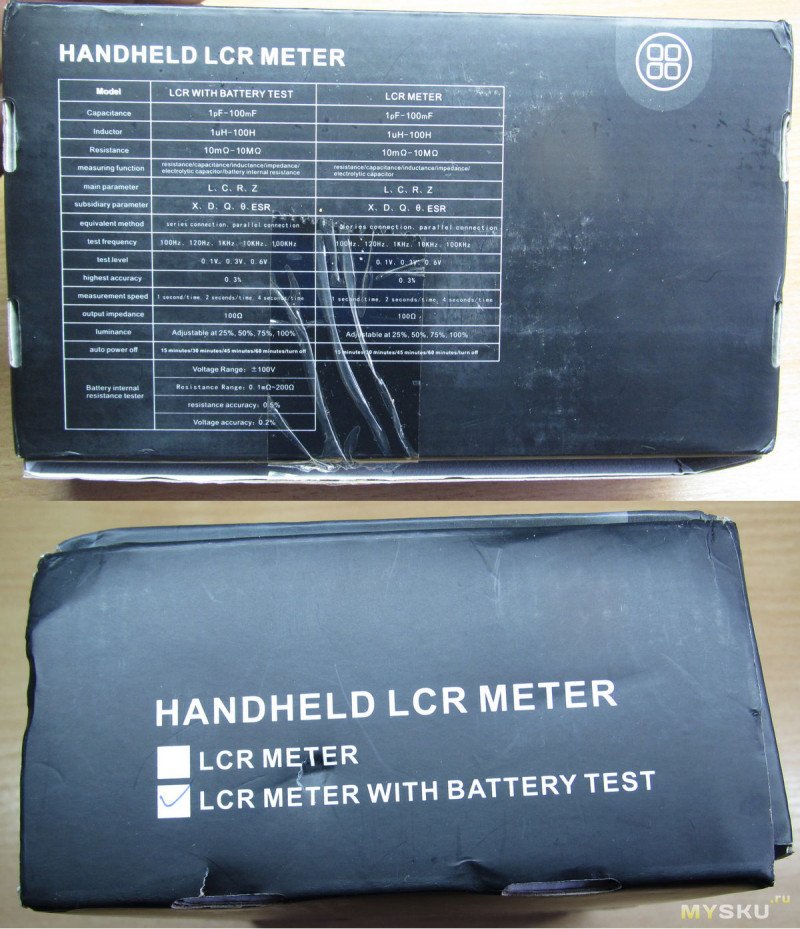 HANDHELD LCR METER
Model LCR WITH BATTERY TEST LCR METER
Capacitance 1pF-100mF 1pF-100mF
Inductor 1uH-100H 1uH-100H
Resistance 10mΩ-10MΩ 10mΩ-10MΩ
measuring function resistance/capacitance/inductance/impedance/ resistance/capacitance/inductance/impedance/
electrolytic capacitor/battery internal resistance electrolytic capacitor
main parameter L. C. R. Z L. C. R. Z
subsidiary parameter X. D. Q. θ. ESR X. D. Q. θ. ESR
equivalent method series connection. parallel connection series connection. parallel connection
test frequency 100Hz. 120Hz. 1KHz. 10KHz. 100KHz 100Hz. 120Hz. 1KHz. 10KHz. 100KHz
test level 0.1V. 0.3V. 0.6V 0.1V. 0.3V. 0.6V
highest accuracy 0.3% 0.3%
measurement speed 1 second/time, 2 seconds/time, 4 seconds/time 1 second/time, 2 seconds/time, 4 seconds/time
output impedance 100Ω 100Ω
luminance Adjustable at 25%, 50%, 75%, 100% Adjustable at 25%, 50%, 75%, 100%
auto power off 15 minutes/30 minutes/45 minutes/60 minutes/turn off 15 minutes/30 minutes/45 minutes/60 minutes/turn off
Battery internal
resistance tester
Voltage Range: ±100V
Resistance Range: 0.1mΩ~200Ω
resistance accuracy: 0.5%
Voltage accuracy: 0.2%
HANDHELD LCR METER
LCR METER
LCR METER WITH BATTERY TEST
MYSKU.ru